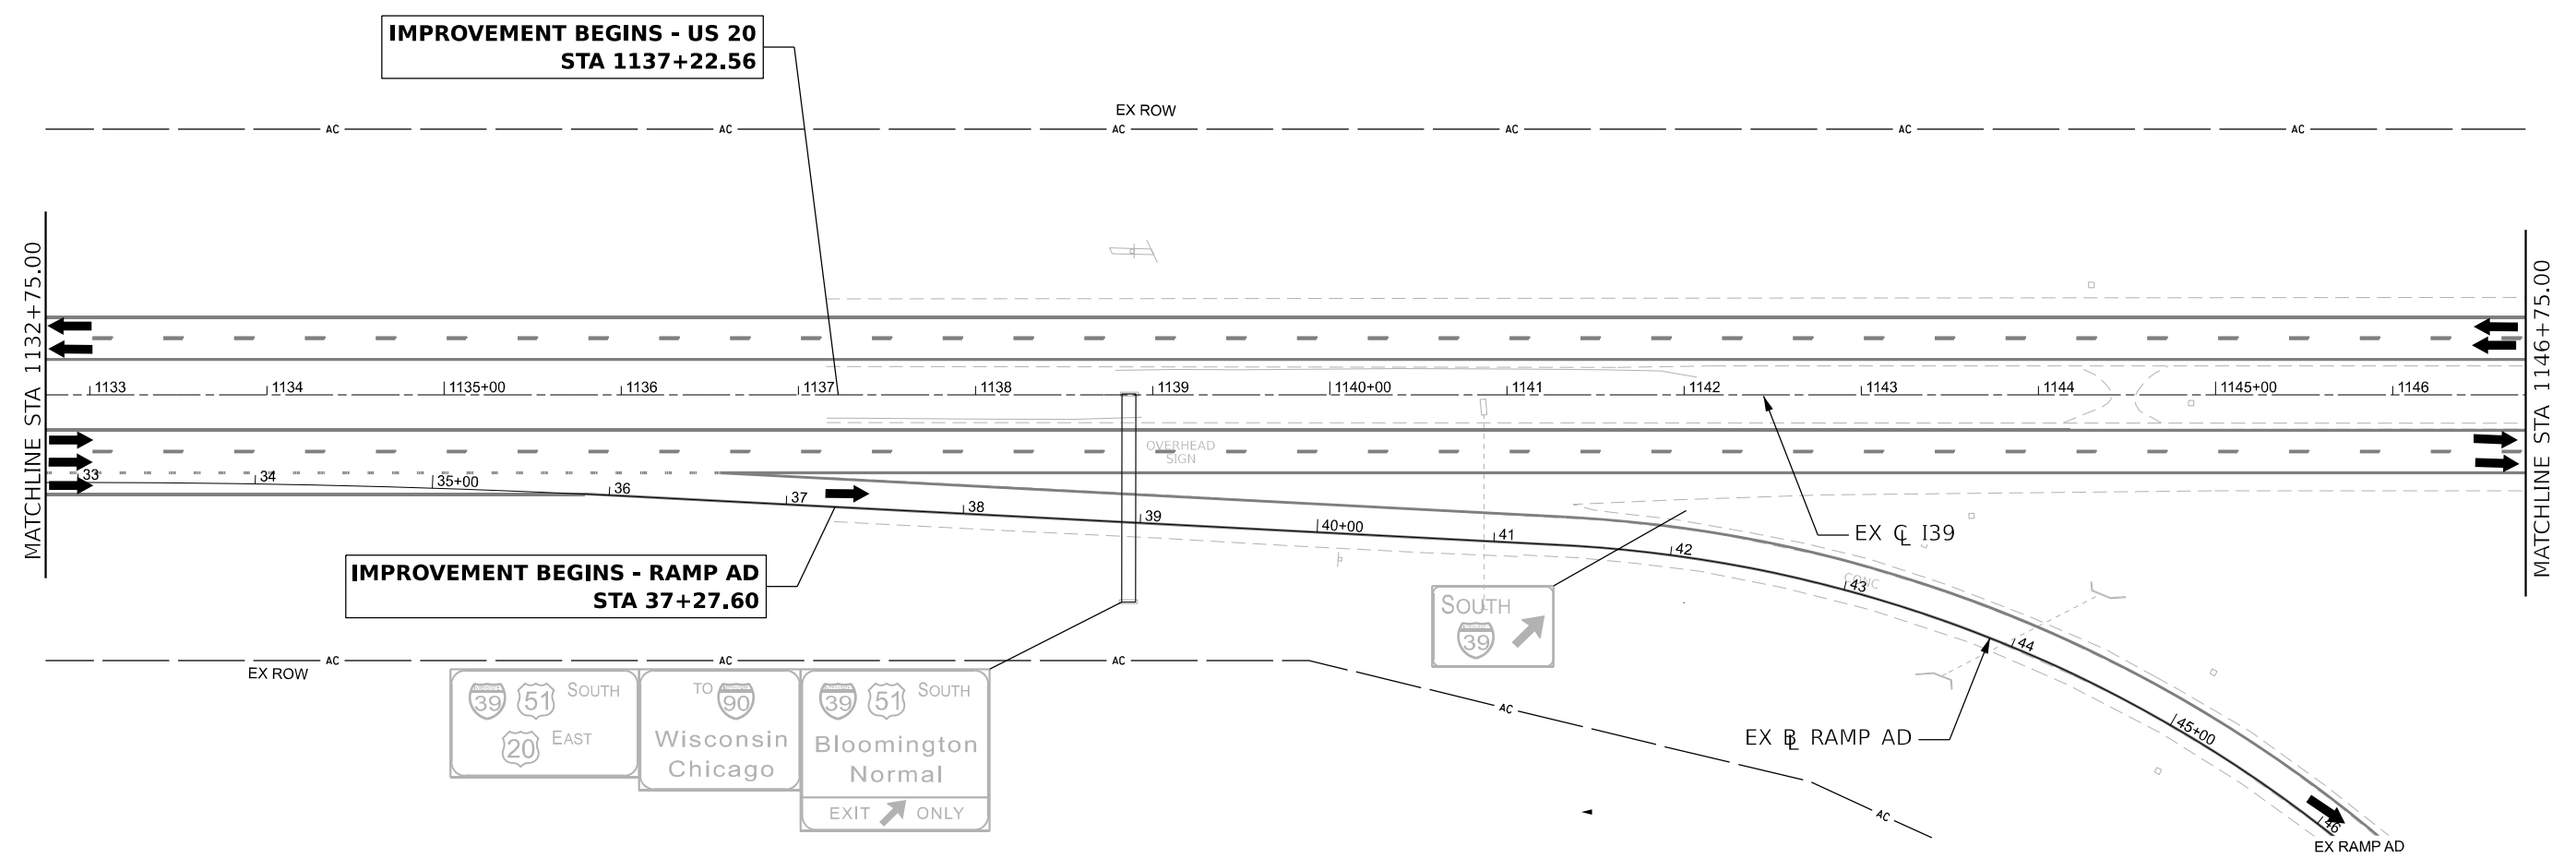 IMPROVEMENT BEGINS - US 20
STA 1137+22.56
EX ROW
AC AC AC AC AC AC
MATCHLINE STA 1132+75.00
MATCHLINE STA 1146+75.00
1133 1134 1135+00 1136 1137 1138 1139 1140+00 1141 1142 1143 1144 1145+00 1146
OVERHEAD
SIGN
33 34 35+00 36 37 38 39 40+00 41 42 43 44 45+00 46
EX ℄ I39
CONC
IMPROVEMENT BEGINS - RAMP AD
STA 37+27.60
SOUTH
39
AC AC AC AC AC
EX ROW
39 51 SOUTH
20 EAST
TO 90
Wisconsin
Chicago
39 51 SOUTH
Bloomington
Normal
EXIT ONLY
EX BL RAMP AD
EX RAMP AD